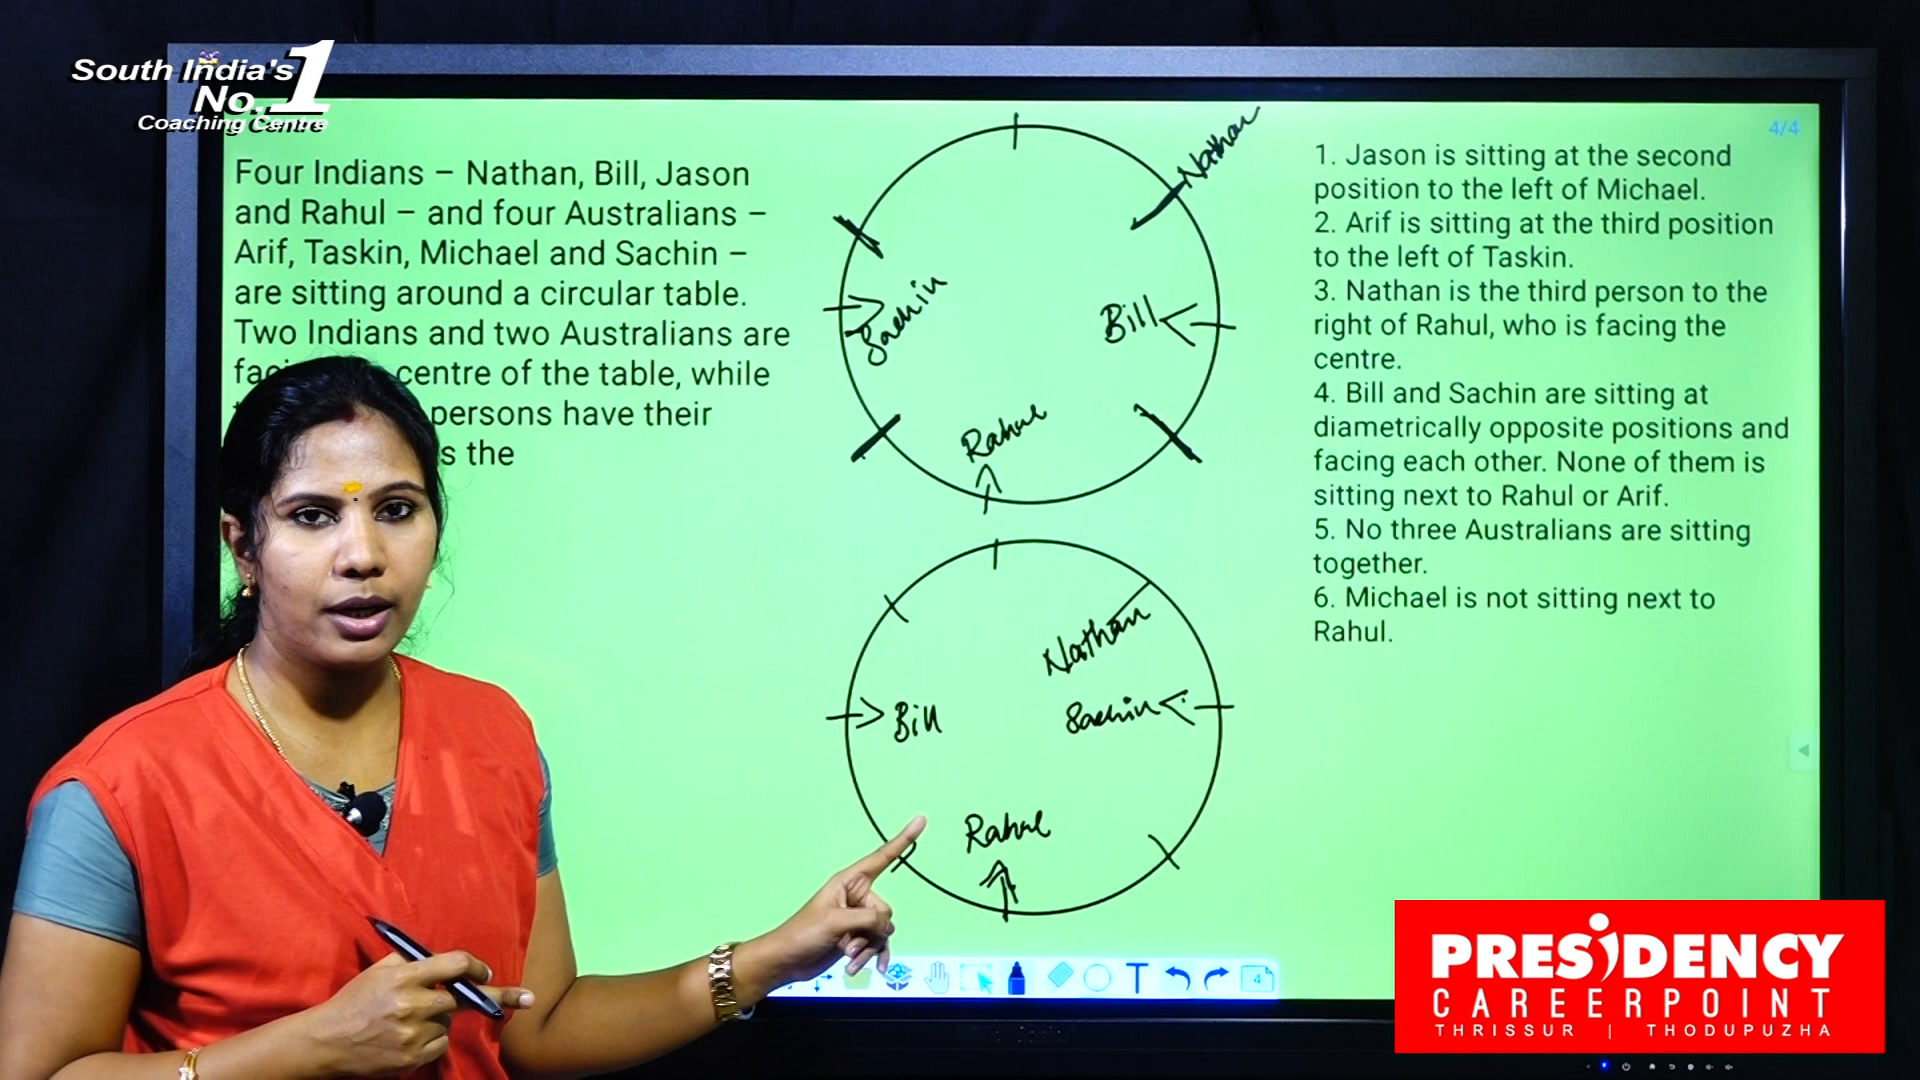 South India's
No.1
Coaching Centre
4/4
Four Indians – Nathan, Bill, Jason
and Rahul – and four Australians –
Arif, Taskin, Michael and Sachin –
are sitting around a circular table.
Two Indians and two Australians are
centre of the table, while
persons have their
s the
Nathan
Sachin
Bill
Rahul
Nathan
Bill
Sachin
Rahul
1. Jason is sitting at the second
position to the left of Michael.
2. Arif is sitting at the third position
to the left of Taskin.
3. Nathan is the third person to the
right of Rahul, who is facing the
centre.
4. Bill and Sachin are sitting at
diametrically opposite positions and
facing each other. None of them is
sitting next to Rahul or Arif.
5. No three Australians are sitting
together.
6. Michael is not sitting next to
Rahul.
T
4
PRESiDENCY
CAREERPOINT
THRISSUR | THODUPUZHA